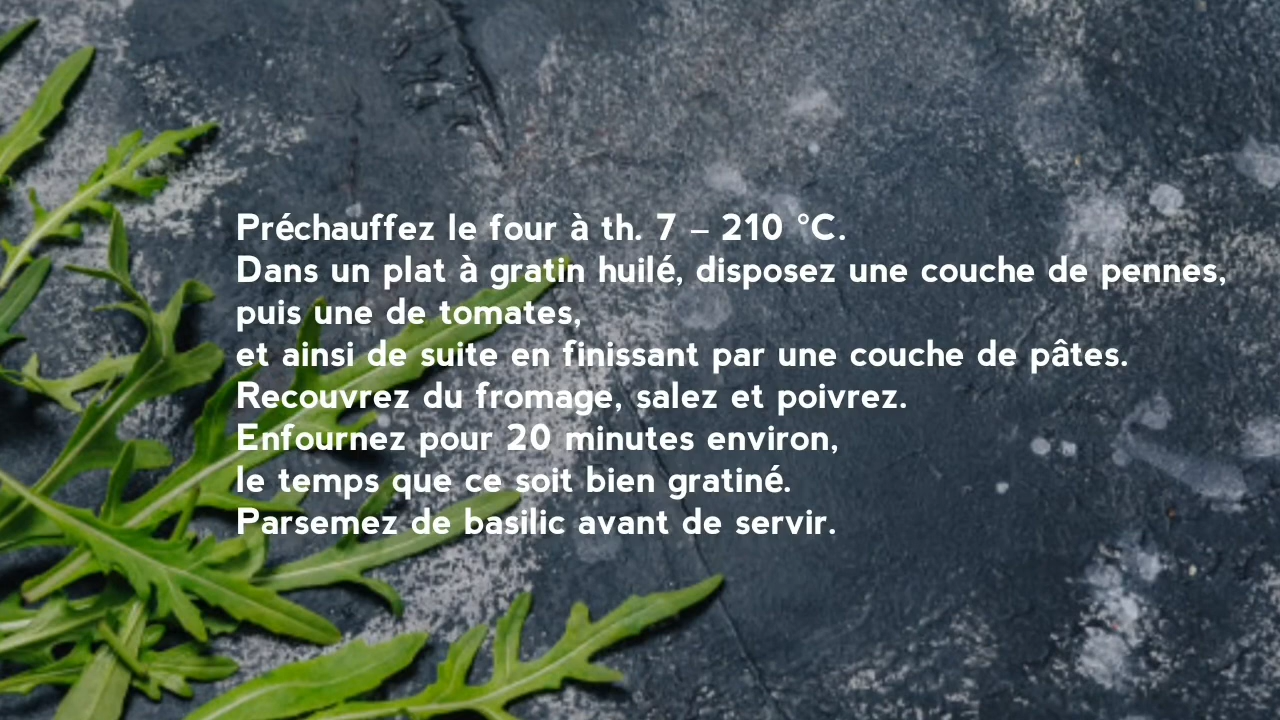 Préchauffez le four à th. 7 – 210 °C.
Dans un plat à gratin huilé, disposez une couche de pennes,
puis une de tomates,
et ainsi de suite en finissant par une couche de pâtes.
Recouvrez du fromage, salez et poivrez.
Enfournez pour 20 minutes environ,
le temps que ce soit bien gratiné.
Parsemez de basilic avant de servir.